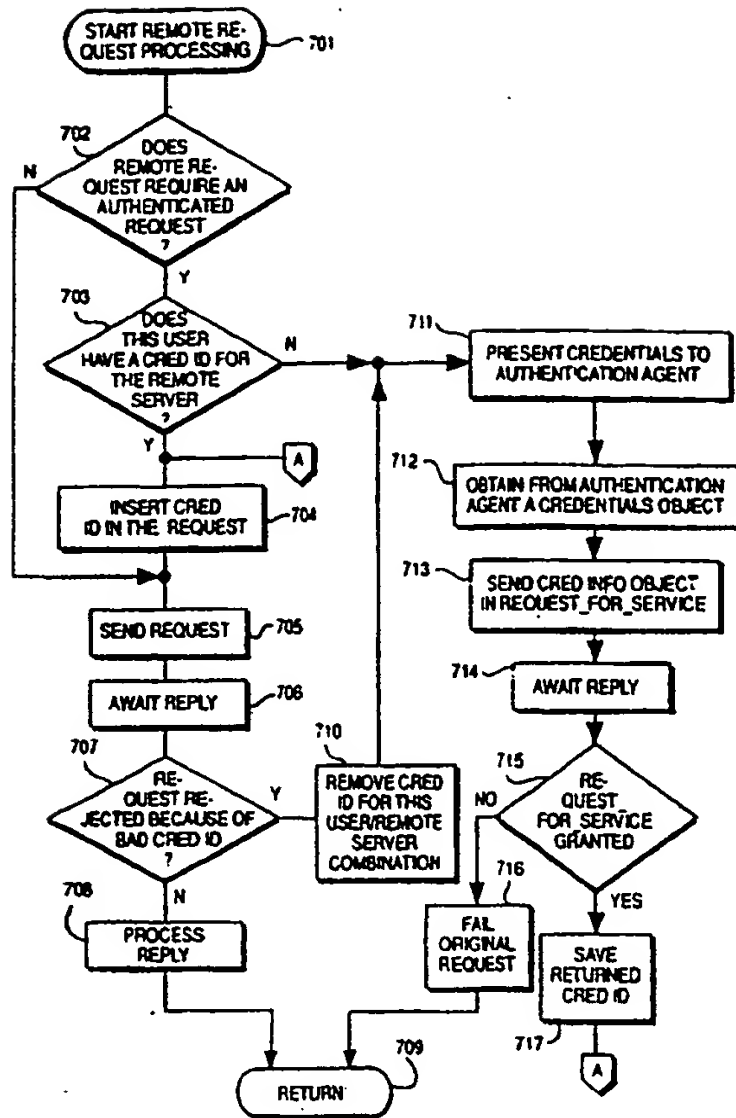 START REMOTE RE-
QUEST PROCESSING
701
702
DOES
REMOTE RE-
QUEST REQUIRE AN
AUTHENTICATED
REQUEST
?
N
Y
703
DOES
THIS USER
HAVE A CRED ID FOR
THE REMOTE
SERVER
?
N
Y
A
INSERT CRED
ID IN THE REQUEST
704
SEND REQUEST
705
AWAIT REPLY
706
707
RE-
QUEST RE-
JECTED BECAUSE OF
BAD CRED ID
?
Y
N
708
PROCESS
REPLY
710
REMOVE CRED
ID FOR THIS
USER/REMOTE
SERVER
COMBINATION
711
PRESENT CREDENTIALS TO
AUTHENTICATION AGENT
712
OBTAIN FROM AUTHENTICATION
AGENT A CREDENTIALS OBJECT
713
SEND CRED INFO OBJECT
IN REQUEST_FOR_SERVICE
714
AWAIT REPLY
715
RE-
QUEST_
FOR_SERVICE
GRANTED
NO
YES
716
FAIL
ORIGINAL
REQUEST
SAVE
RETURNED
CRED ID
717
A
RETURN
709